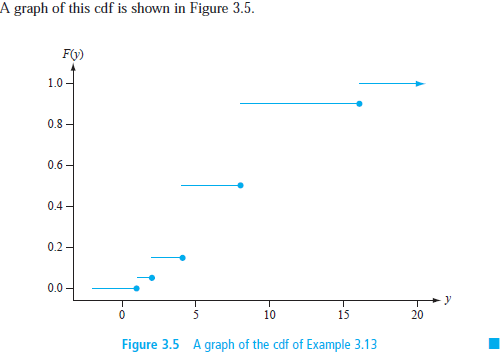 A graph of this cdf is shown in Figure 3.5.
F(y)
1.0
0.8
0.6
0.4
0.2
0.0
0 5 10 15 20 y
Figure 3.5 A graph of the cdf of Example 3.13